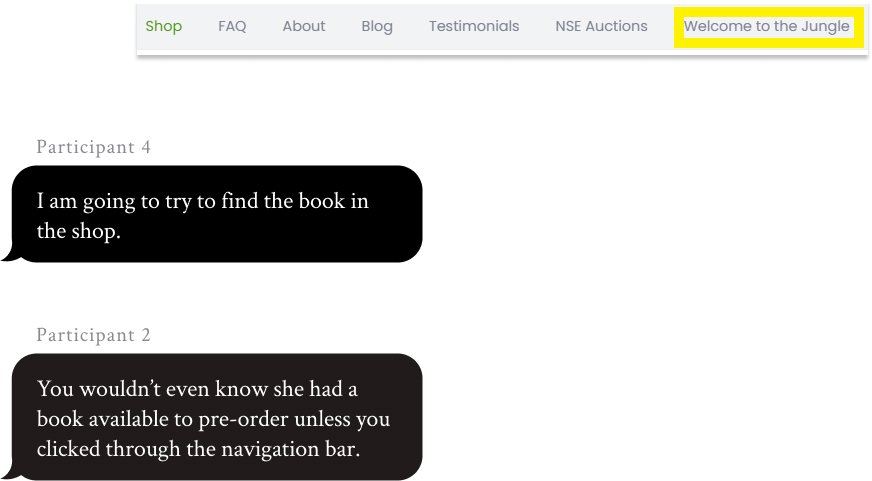 Shop FAQ About Blog Testimonials NSE Auctions Welcome to the Jungle
Participant 4
I am going to try to find the book in
the shop.
Participant 2
You wouldn’t even know she had a
book available to pre-order unless you
clicked through the navigation bar.